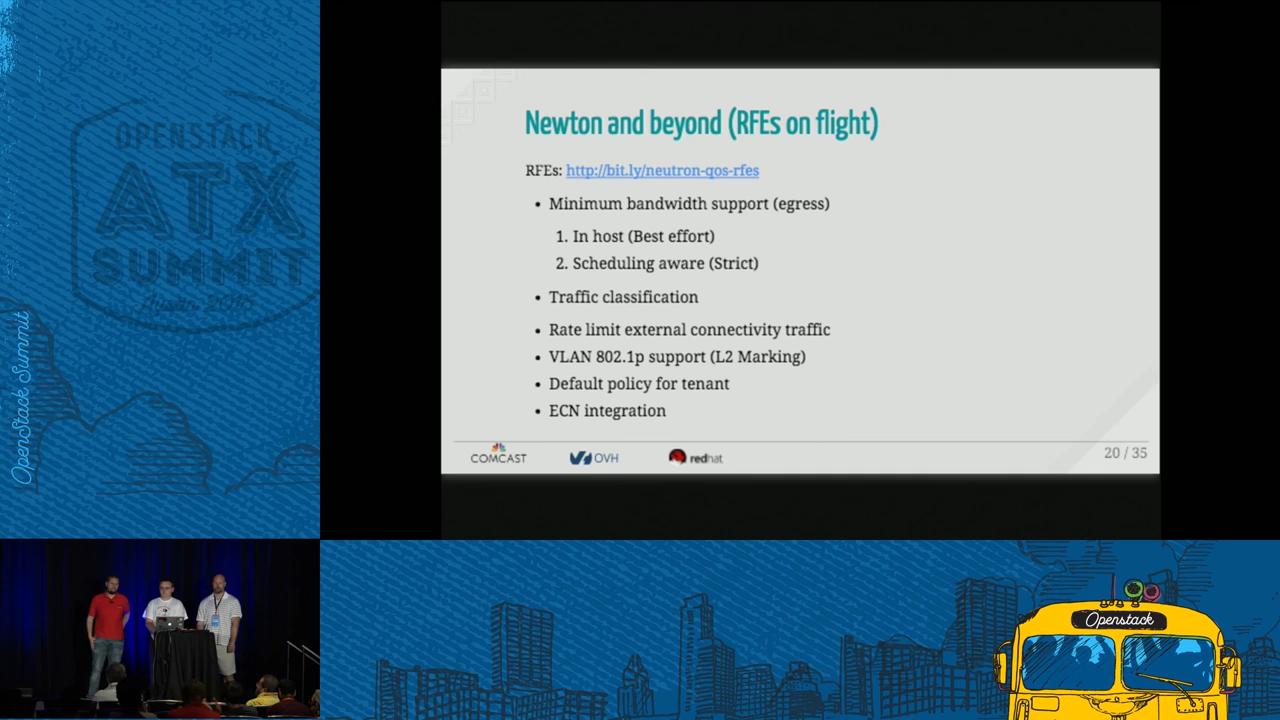 OPENSTACK
ATX
SUMMIT
Austin 2016
OpenStack Summit
Newton and beyond (RFEs on flight)
RFEs: http://bit.ly/neutron-qos-rfes
• Minimum bandwidth support (egress)
1. In host (Best effort)
2. Scheduling aware (Strict)
• Traffic classification
• Rate limit external connectivity traffic
• VLAN 802.1p support (L2 Marking)
• Default policy for tenant
• ECN integration
COMCAST
OVH
redhat
20 / 35
Openstack